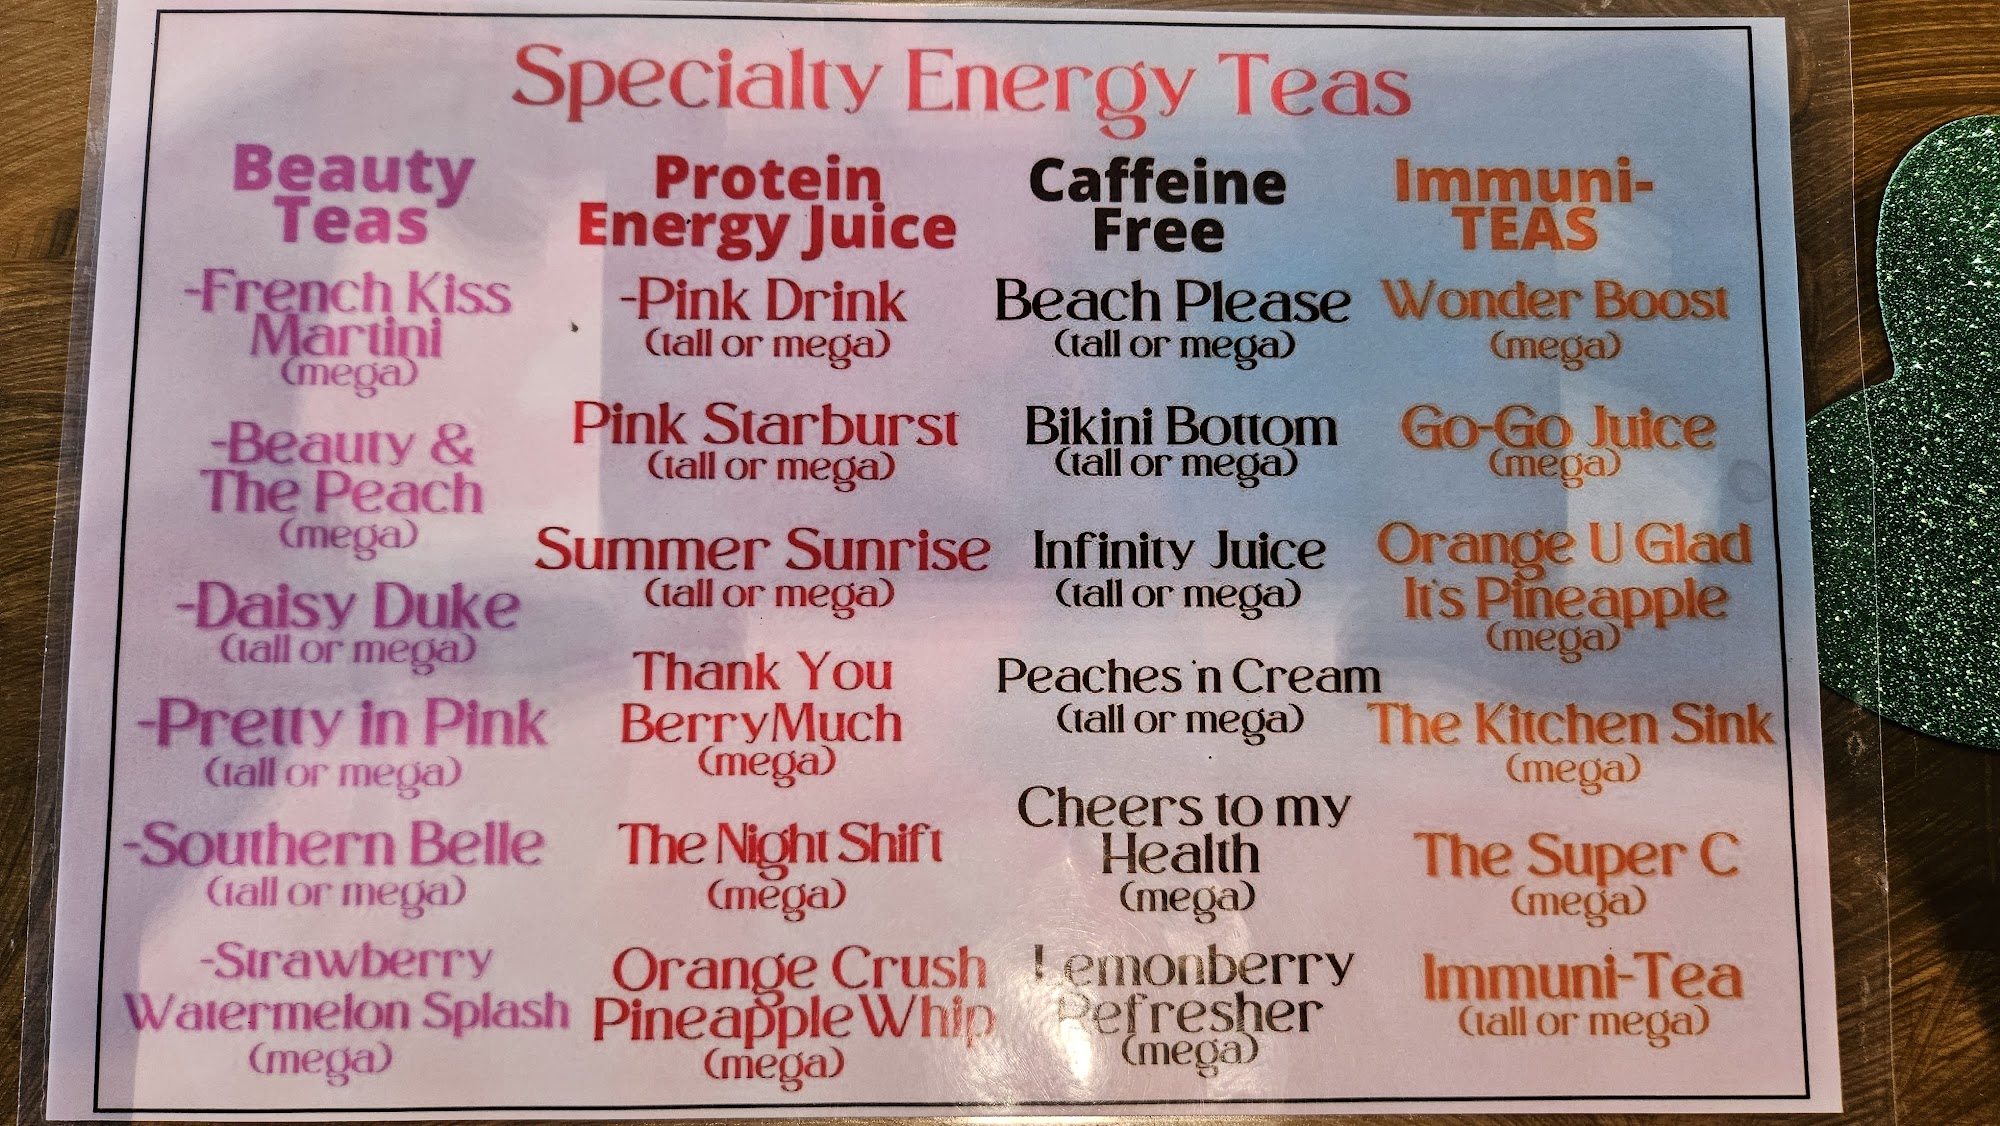 Specialty Energy Teas
Beauty
Teas
-French Kiss
Martini
(mega)
-Beauty &
The Peach
(mega)
-Daisy Duke
(tall or mega)
-Pretty in Pink
(tall or mega)
-Southern Belle
(tall or mega)
-Strawberry
Watermelon Splash
(mega)
Protein
Energy Juice
-Pink Drink
(tall or mega)
Pink Starburst
(tall or mega)
Summer Sunrise
(tall or mega)
Thank You
BerryMuch
(mega)
The Night Shift
(mega)
Orange Crush
Pineapple Whip
(mega)
Caffeine
Free
Beach Please
(tall or mega)
Bikini Bottom
(tall or mega)
Infinity Juice
(tall or mega)
Peaches 'n Cream
(tall or mega)
Cheers to my
Health
(mega)
Lemonberry
Refresher
(mega)
Immuni-
TEAS
Wonder Boost
(mega)
Go-Go Juice
(mega)
Orange U Glad
It's Pineapple
(mega)
The Kitchen Sink
(mega)
The Super C
(mega)
Immuni-Tea
(tall or mega)